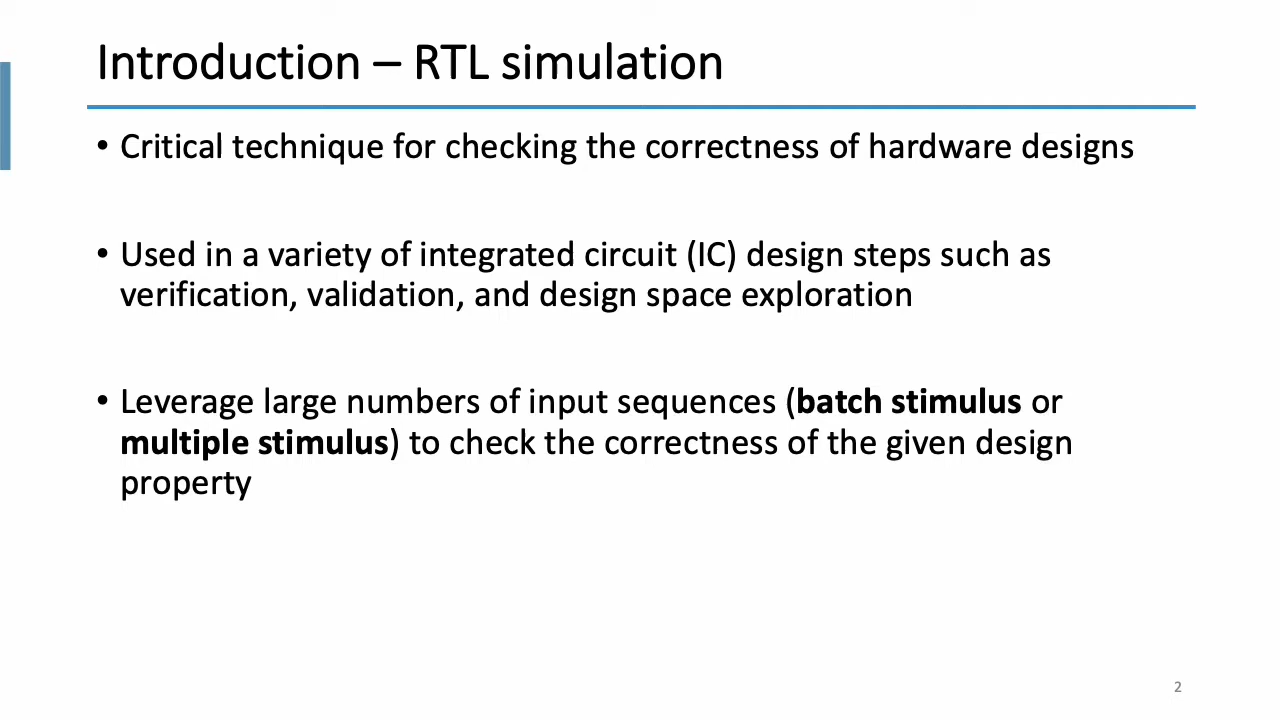 Introduction – RTL simulation
• Critical technique for checking the correctness of hardware designs
• Used in a variety of integrated circuit (IC) design steps such as
verification, validation, and design space exploration
• Leverage large numbers of input sequences (batch stimulus or
multiple stimulus) to check the correctness of the given design
property
2